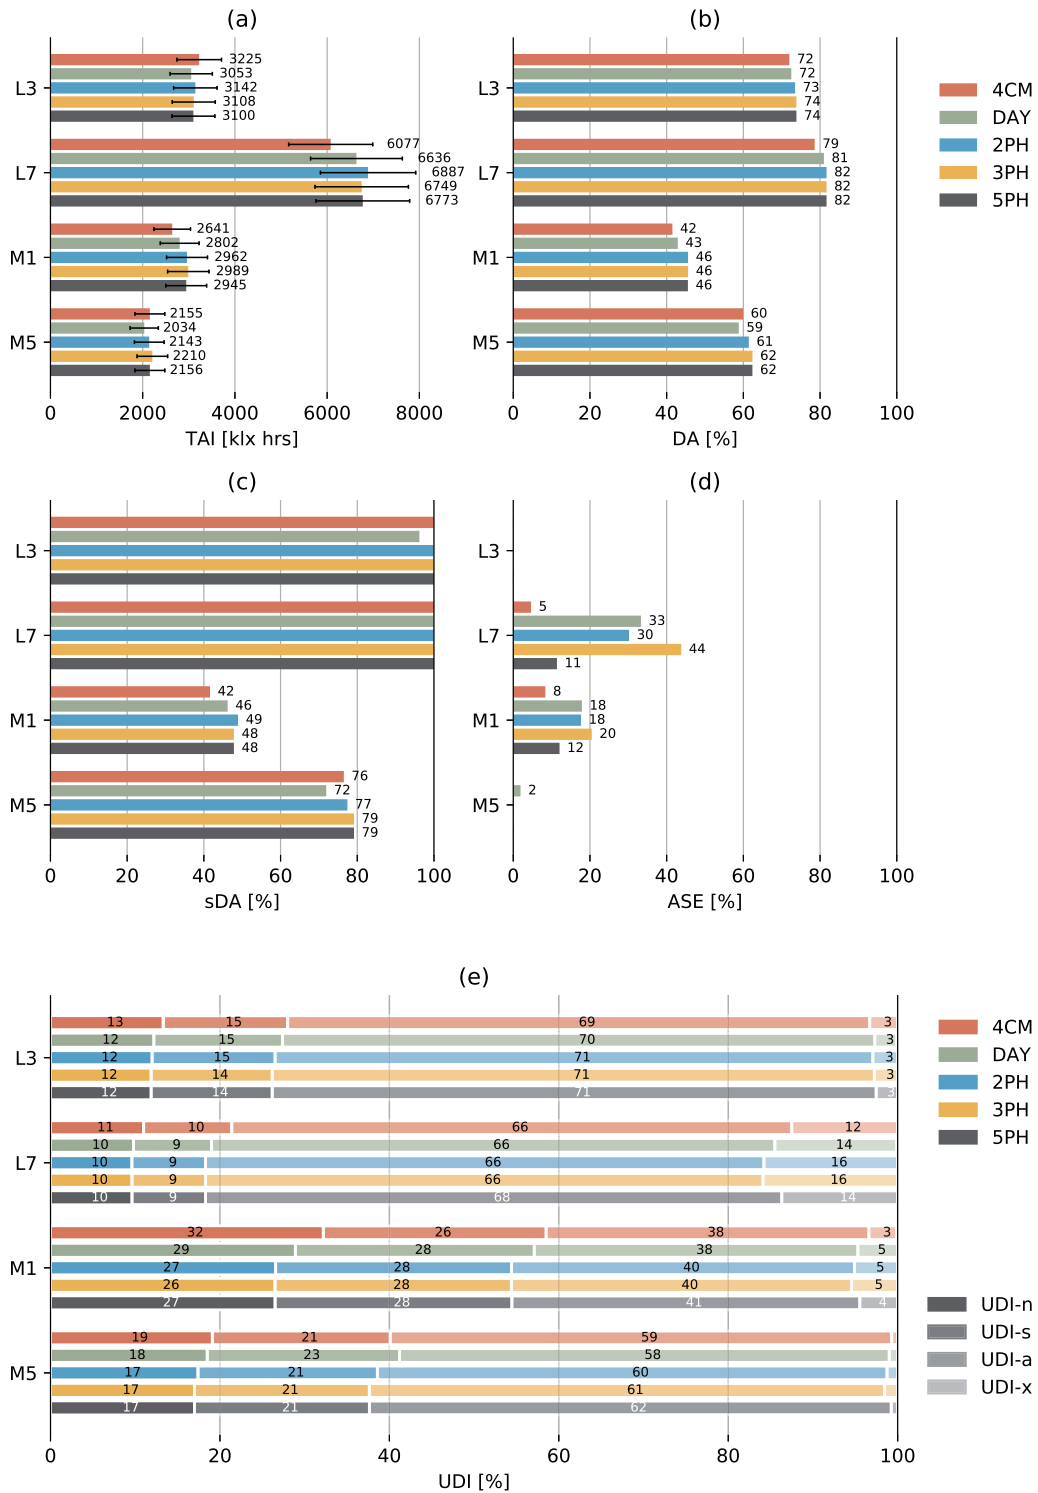 (a)
(b)
L3
3225
3053
3142
3108
3100
L7
6077
6636
6887
6749
6773
M1
2641
2802
2962
2989
2945
M5
2155
2034
2143
2210
2156
0 2000 4000 6000 8000
TAI [klx hrs]
L3
72
72
73
74
74
L7
79
81
82
82
82
M1
42
43
46
46
46
M5
60
59
61
62
62
0 20 40 60 80 100
DA [%]
4CM
DAY
2PH
3PH
5PH
(c)
(d)
L3
L7
M1
42
46
49
48
48
M5
76
72
77
79
79
0 20 40 60 80 100
sDA [%]
L3
L7
5
33
30
44
11
M1
8
18
18
20
12
M5
2
0 20 40 60 80 100
ASE [%]
(e)
L3
13 15 69 3
12 15 70 3
12 15 71 3
12 14 71 3
12 14 71 3
L7
11 10 66 12
10 9 66 14
10 9 66 16
10 9 66 16
10 9 68 14
M1
32 26 38 3
29 28 38 5
27 28 40 5
26 28 40 5
27 28 41 4
M5
19 21 59
18 23 58
17 21 60
17 21 61
17 21 62
0 20 40 60 80 100
UDI [%]
4CM
DAY
2PH
3PH
5PH
UDI-n
UDI-s
UDI-a
UDI-x